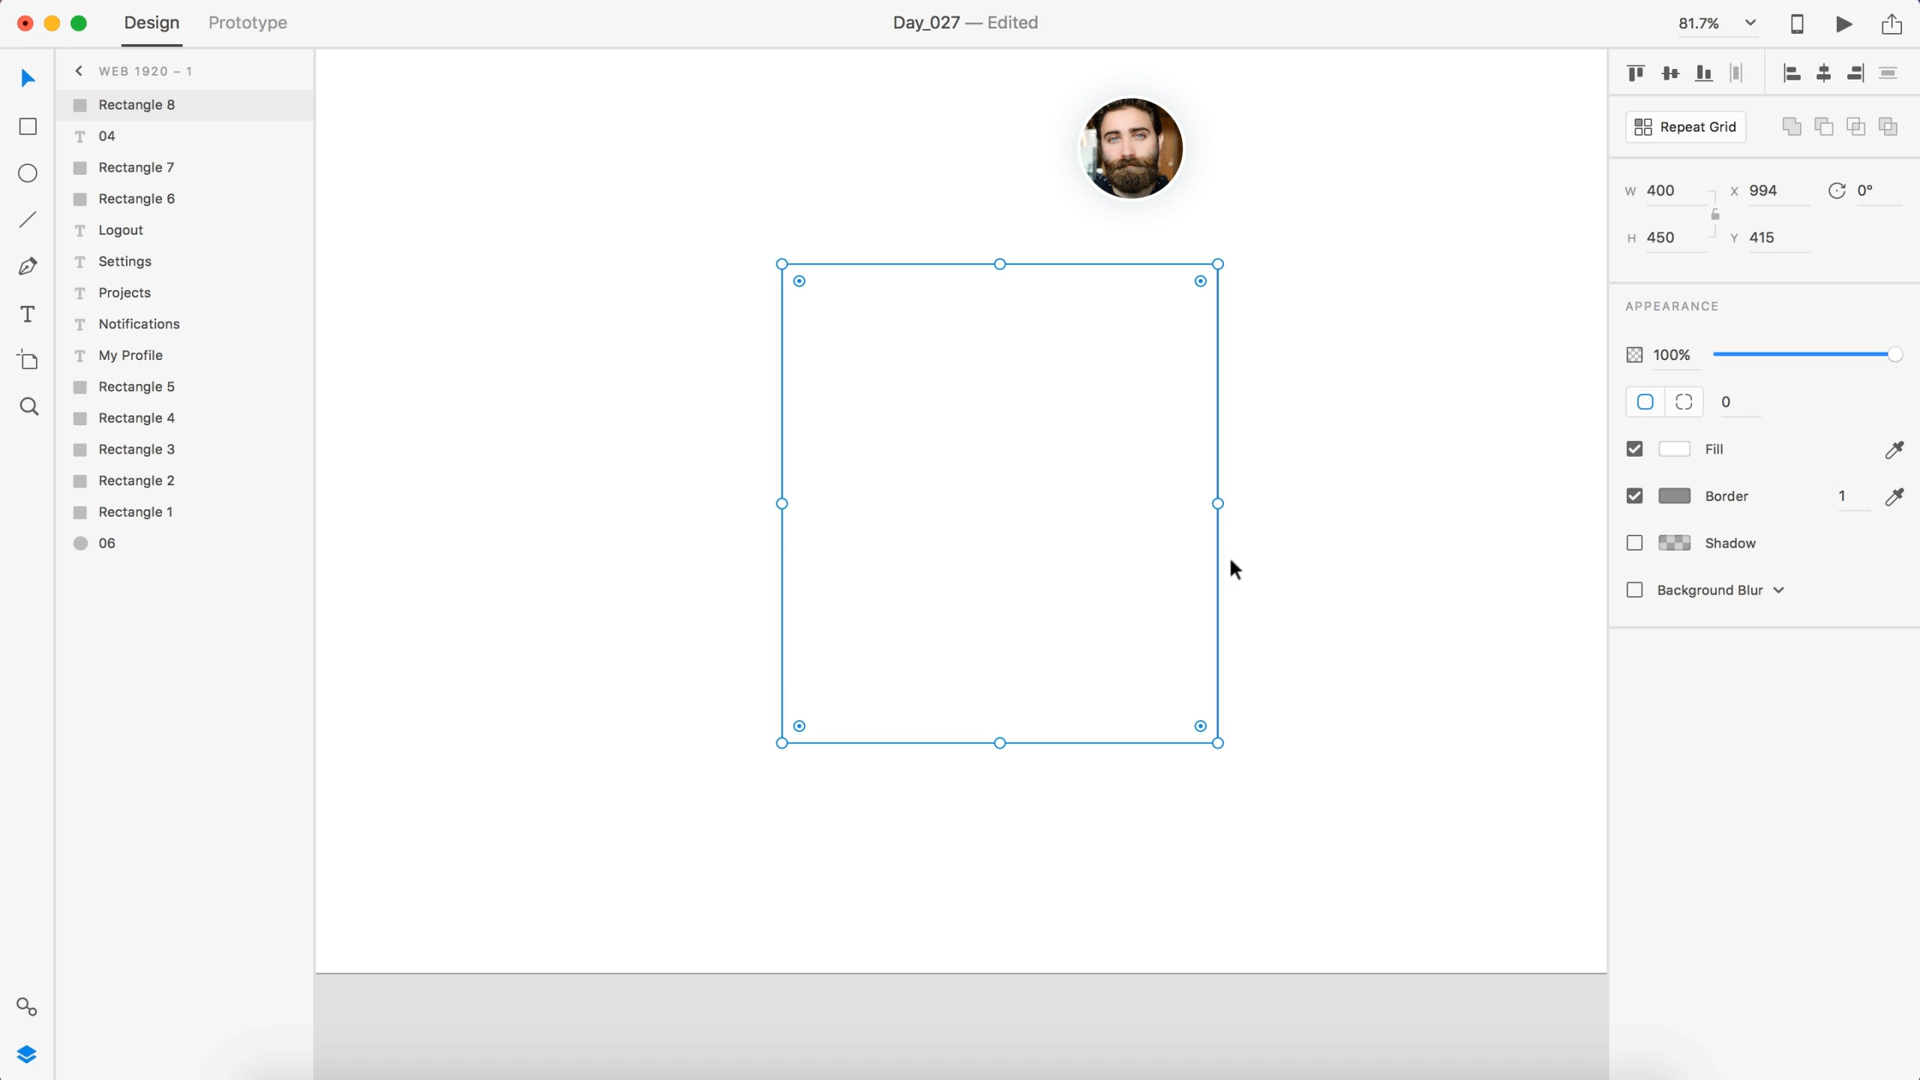 Design
Prototype
Day_027 — Edited
81.7%
WEB 1920 – 1
Rectangle 8
T 04
Rectangle 7
Rectangle 6
T Logout
T Settings
T Projects
T Notifications
T My Profile
Rectangle 5
Rectangle 4
Rectangle 3
Rectangle 2
Rectangle 1
06
T
Repeat Grid
W 400 X 994 0°
H 450 Y 415
APPEARANCE
100%
0
Fill
Border 1
Shadow
Background Blur